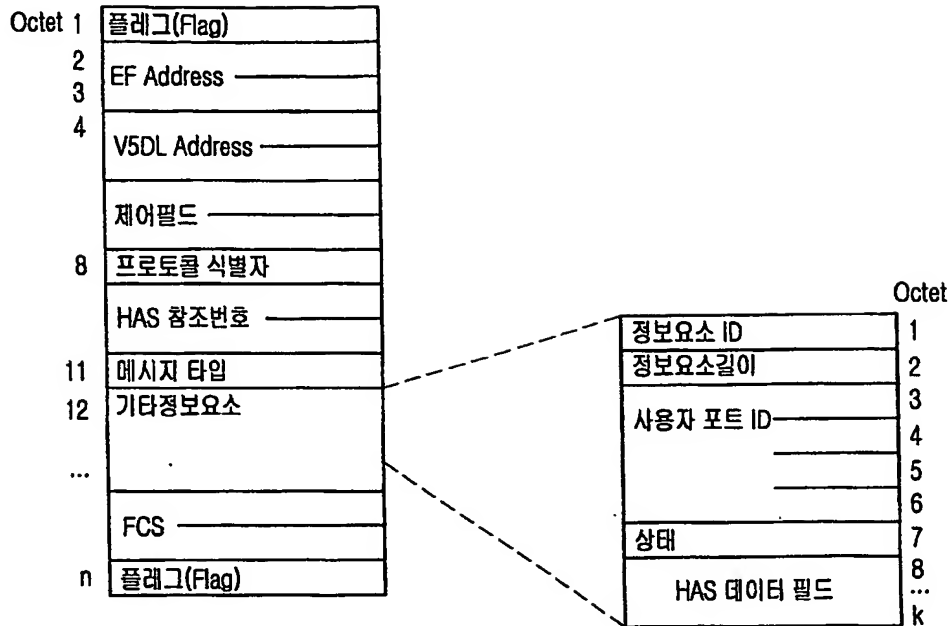 Octet 1 플래그(Flag)
2
3 EF Address
4 V5DL Address
제어필드
8 프로토콜 식별자
HAS 참조번호
11 메시지 타입
12 기타정보요소
...
FCS
n 플래그(Flag)
Octet
정보요소 ID 1
정보요소길이 2
사용자 포트 ID 3
4
5
6
상태 7
HAS 데이터 필드 8
...
k